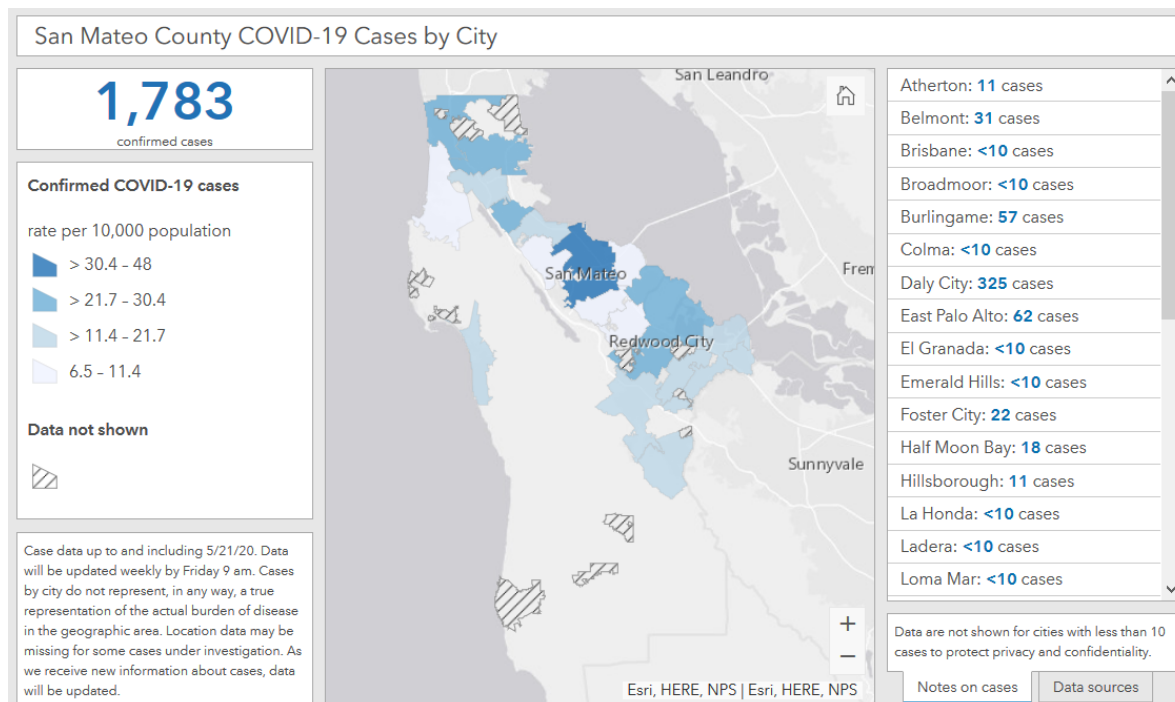 San Mateo County COVID-19 Cases by City
1,783
confirmed cases
Confirmed COVID-19 cases
rate per 10,000 population
> 30.4 - 48
> 21.7 - 30.4
> 11.4 - 21.7
6.5 - 11.4
Data not shown
Case data up to and including 5/21/20. Data
will be updated weekly by Friday 9 am. Cases
by city do not represent, in any way, a true
representation of the actual burden of disease
in the geographic area. Location data may be
missing for some cases under investigation. As
we receive new information about cases, data
will be updated.
San Leandro
San Mateo
Frem
Redwood City
Sunnyvale
+
−
Esri, HERE, NPS | Esri, HERE, NPS
Atherton: 11 cases
Belmont: 31 cases
Brisbane: <10 cases
Broadmoor: <10 cases
Burlingame: 57 cases
Colma: <10 cases
Daly City: 325 cases
East Palo Alto: 62 cases
El Granada: <10 cases
Emerald Hills: <10 cases
Foster City: 22 cases
Half Moon Bay: 18 cases
Hillsborough: 11 cases
La Honda: <10 cases
Ladera: <10 cases
Loma Mar: <10 cases
Data are not shown for cities with less than 10
cases to protect privacy and confidentiality.
Notes on cases
Data sources